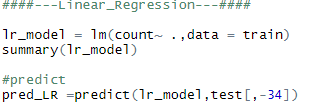 ####---Linear_Regression---####
lr_model = lm(count~ .,data = train)
summary(lr_model)
#predict
pred_LR =predict(lr_model,test[,-34])